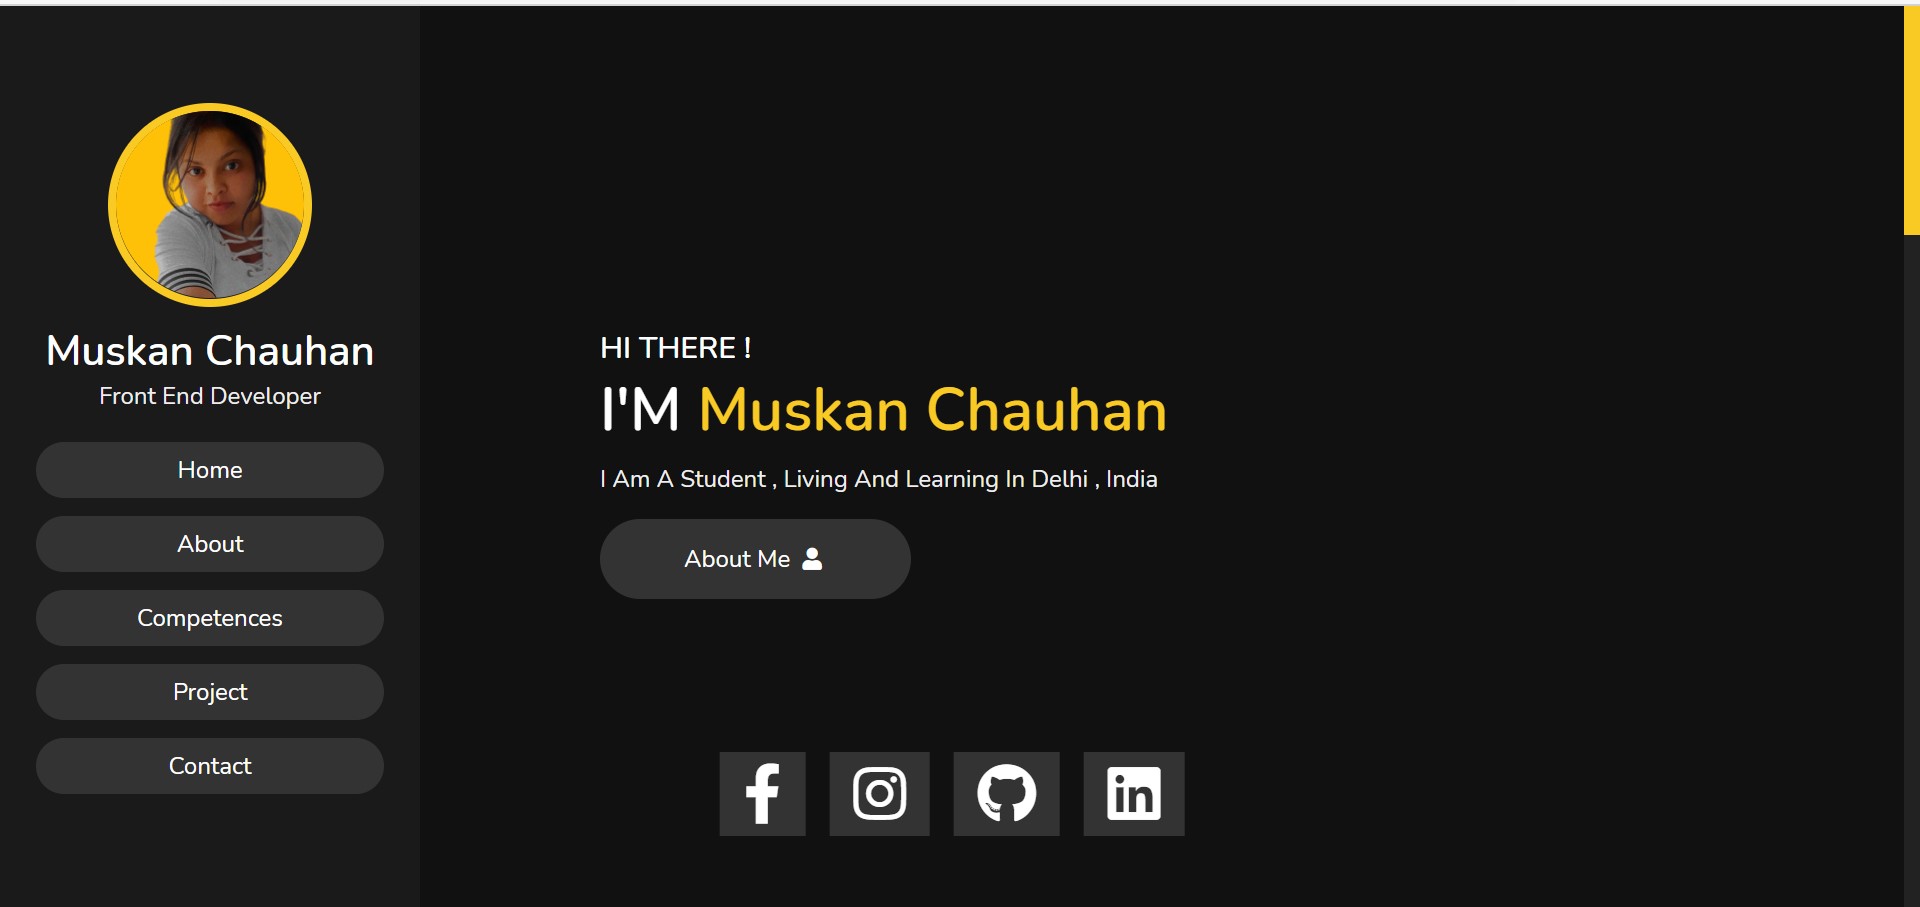 Muskan Chauhan
Front End Developer
Home
About
Competences
Project
Contact
HI THERE !
I'M Muskan Chauhan
I Am A Student , Living And Learning In Delhi , India
About Me